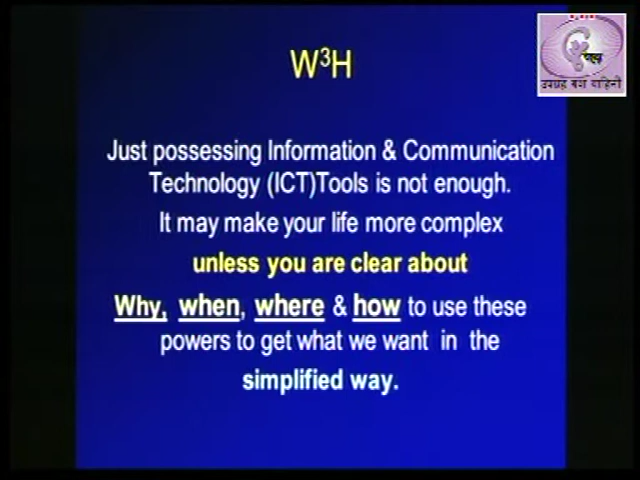 W³H
Just possessing Information & Communication
Technology (ICT)Tools is not enough.
It may make your life more complex
unless you are clear about
Why, when, where & how to use these
powers to get what we want in the
simplified way.